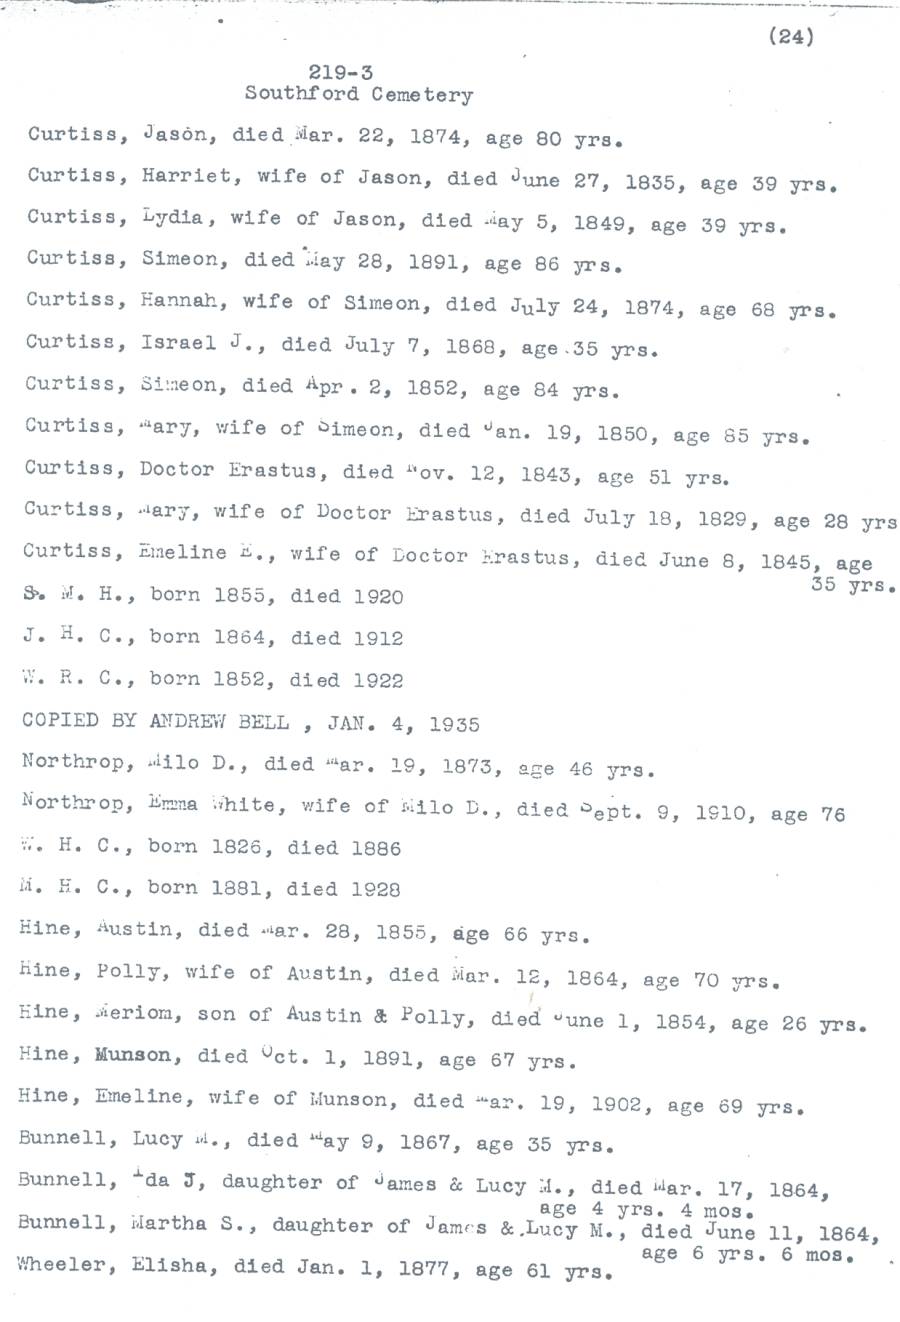 (24)
219-3
Southford Cemetery
Curtiss, Jason, died Mar. 22, 1874, age 80 yrs.
Curtiss, Harriet, wife of Jason, died June 27, 1835, age 39 yrs.
Curtiss, Lydia, wife of Jason, died May 5, 1849, age 39 yrs.
Curtiss, Simeon, died May 28, 1891, age 86 yrs.
Curtiss, Hannah, wife of Simeon, died July 24, 1874, age 68 yrs.
Curtiss, Israel J., died July 7, 1868, age 35 yrs.
Curtiss, Simeon, died Apr. 2, 1852, age 84 yrs.
Curtiss, Mary, wife of Simeon, died Jan. 19, 1850, age 85 yrs.
Curtiss, Doctor Erastus, died Nov. 12, 1843, age 51 yrs.
Curtiss, Mary, wife of Doctor Erastus, died July 18, 1829, age 28 yrs
Curtiss, Emeline E., wife of Doctor Erastus, died June 8, 1845, age
35 yrs.
S. M. H., born 1855, died 1920
J. H. C., born 1864, died 1912
W. R. C., born 1852, died 1922
COPIED BY ANDREW BELL , JAN. 4, 1935
Northrop, Milo D., died Mar. 19, 1873, age 46 yrs.
Northrop, Emma White, wife of Milo D., died Sept. 9, 1910, age 76
W. H. C., born 1826, died 1886
M. H. C., born 1881, died 1928
Hine, Austin, died Mar. 28, 1855, age 66 yrs.
Hine, Polly, wife of Austin, died Mar. 12, 1864, age 70 yrs.
Hine, Meriom, son of Austin & Polly, died June 1, 1854, age 26 yrs.
Hine, Munson, died Oct. 1, 1891, age 67 yrs.
Hine, Emeline, wife of Munson, died Mar. 19, 1902, age 69 yrs.
Bunnell, Lucy M., died May 9, 1867, age 35 yrs.
Bunnell, Ida J, daughter of James & Lucy M., died Mar. 17, 1864,
age 4 yrs. 4 mos.
Bunnell, Martha S., daughter of James & Lucy M., died June 11, 1864,
age 6 yrs. 6 mos.
Wheeler, Elisha, died Jan. 1, 1877, age 61 yrs.